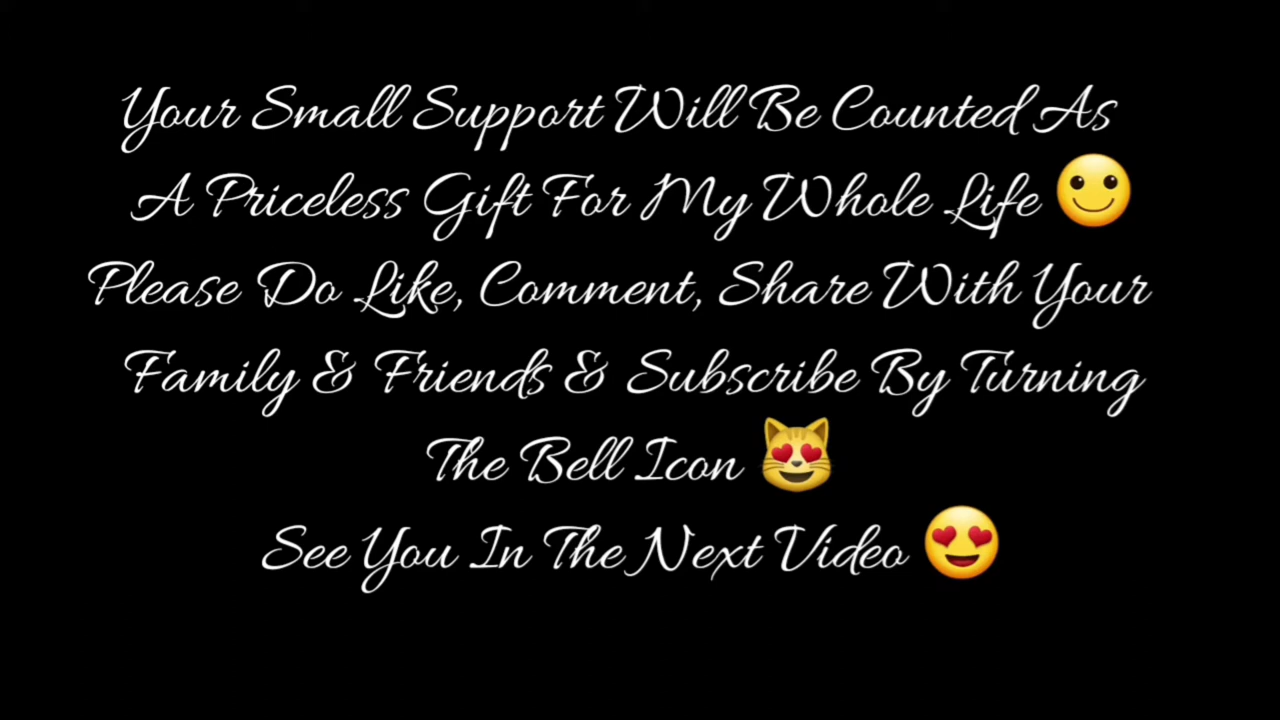 Your Small Support Will Be Counted As
A Priceless Gift For My Whole Life 🙂
Please Do Like, Comment, Share With Your
Family & Friends & Subscribe By Turning
The Bell Icon 😻
See You In The Next Video 😍